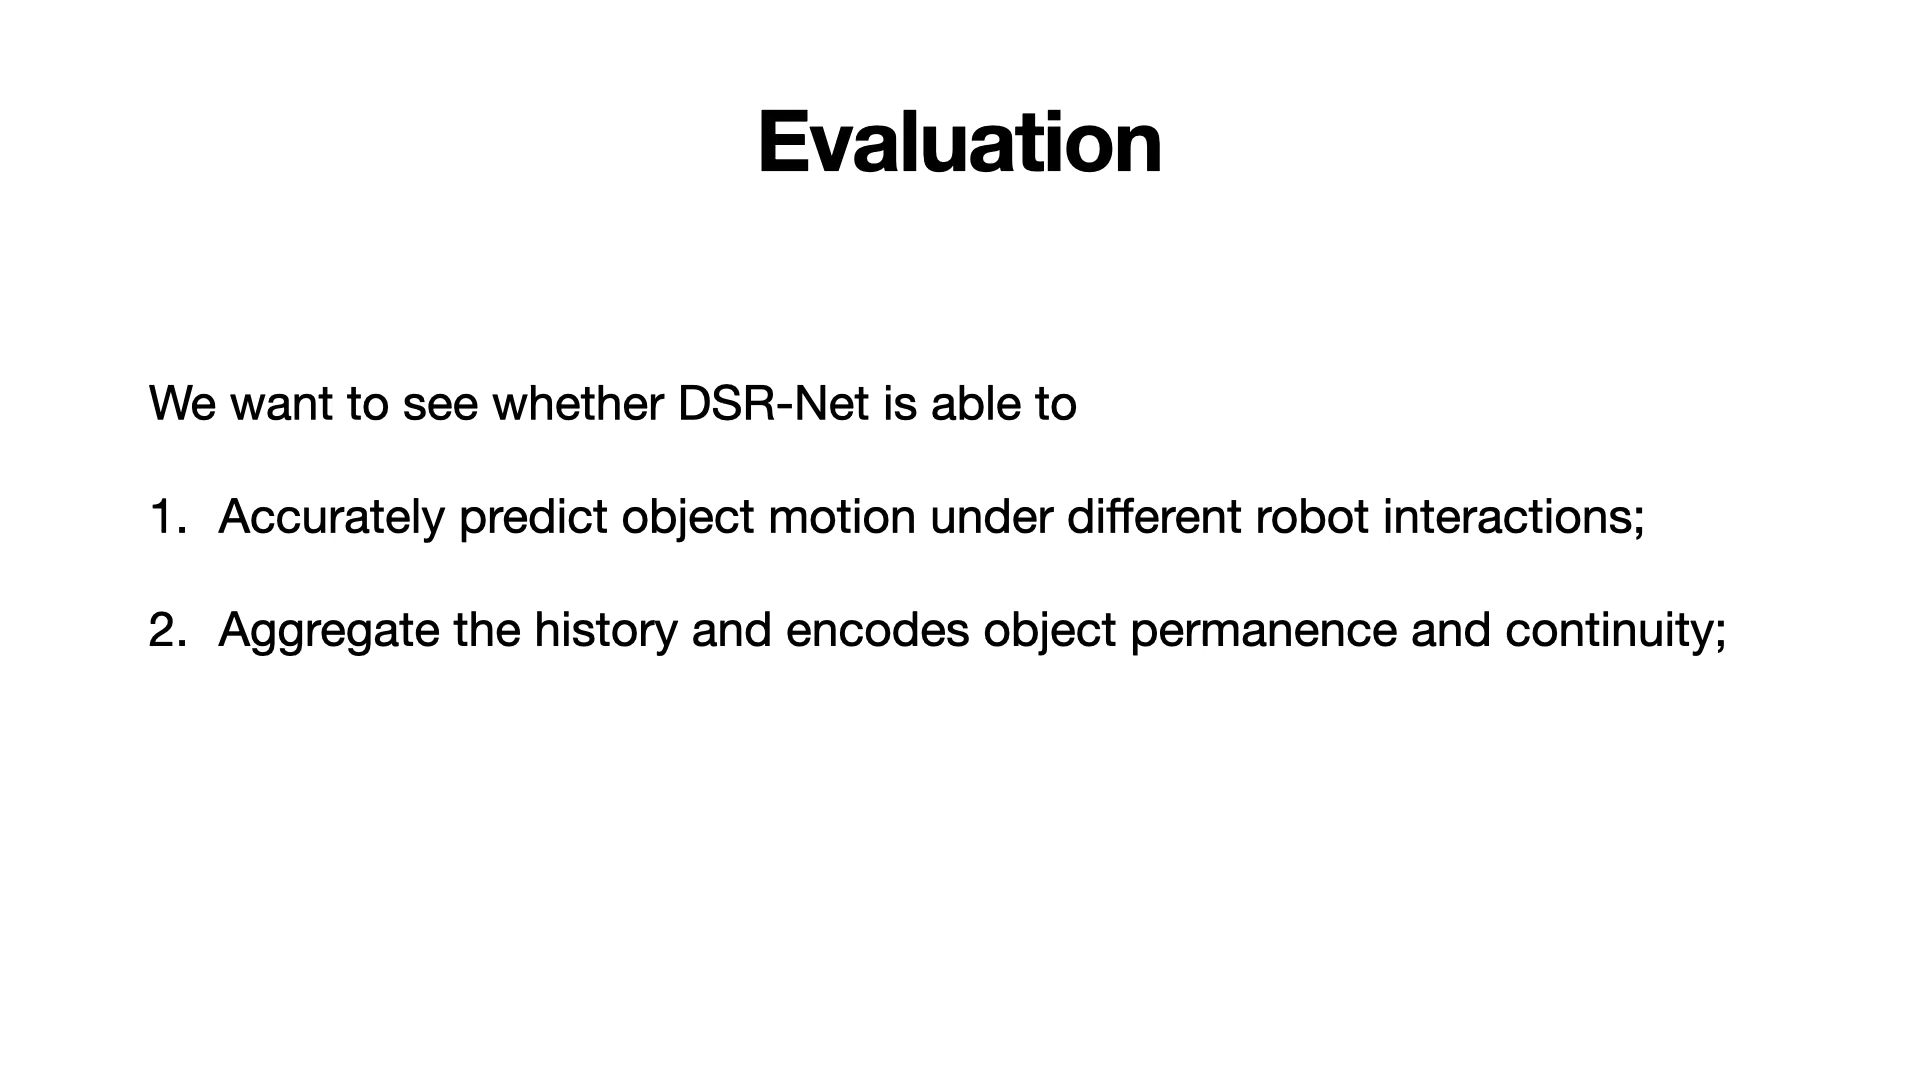 Evaluation
We want to see whether DSR-Net is able to
1. Accurately predict object motion under different robot interactions;
2. Aggregate the history and encodes object permanence and continuity;